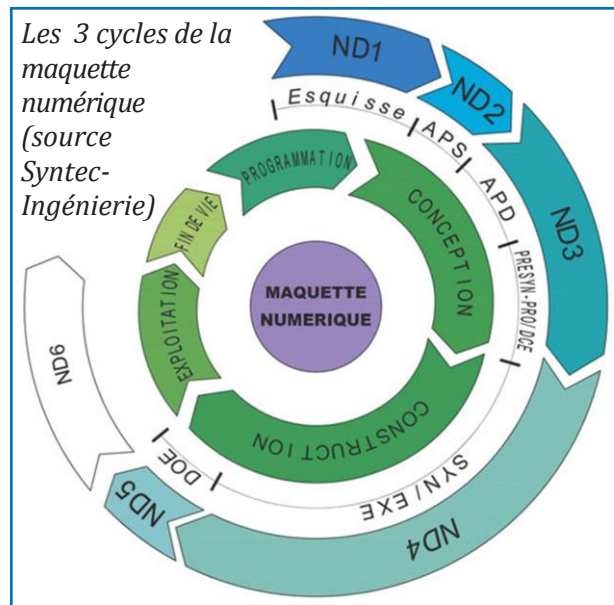 Les 3 cycles de la
maquette
numérique
(source
Syntec-
Ingénierie)
ND1
ND2
ND3
ND4
ND5
ND6
Esquisse
APS
APD
PRESYN-PRO/DCE
SYN/EXE
DOE
PROGRAMMATION
CONCEPTION
CONSTRUCTION
EXPLOITATION
FIN DE VIE
MAQUETTE
NUMERIQUE